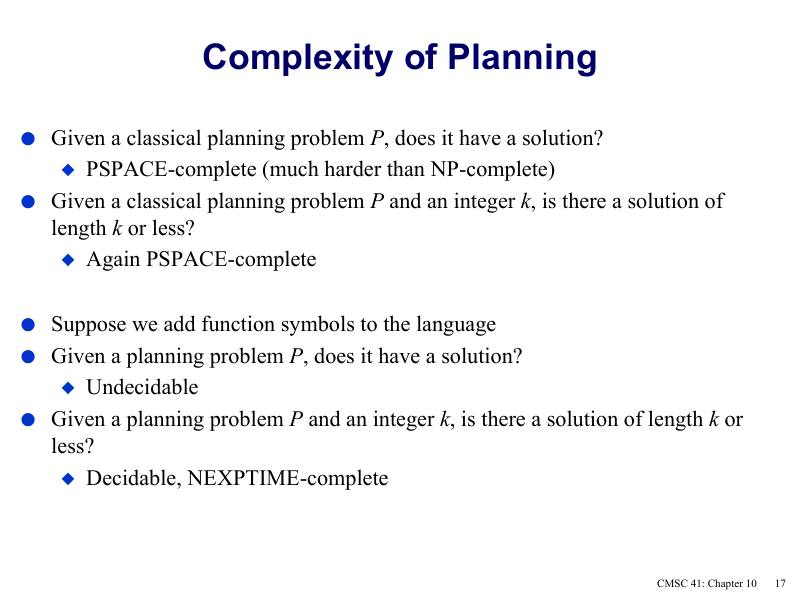 Complexity of Planning
● Given a classical planning problem P, does it have a solution?
◆ PSPACE-complete (much harder than NP-complete)
● Given a classical planning problem P and an integer k, is there a solution of
length k or less?
◆ Again PSPACE-complete
● Suppose we add function symbols to the language
● Given a planning problem P, does it have a solution?
◆ Undecidable
● Given a planning problem P and an integer k, is there a solution of length k or
less?
◆ Decidable, NEXPTIME-complete
CMSC 41: Chapter 10 17